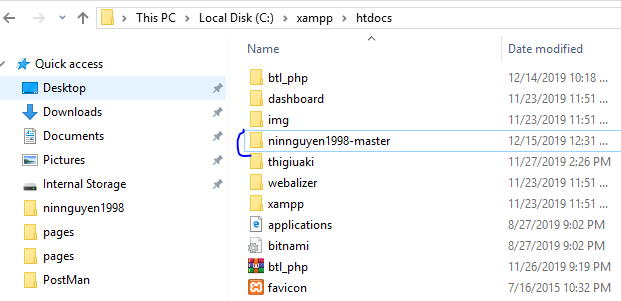 This PC > Local Disk (C:) > xampp > htdocs
Name Date modified
Quick access
Desktop
Downloads
Documents
Pictures
Internal Storage
ninnguyen1998
pages
pages
PostMan
btl_php 12/14/2019 10:18 ...
dashboard 11/23/2019 11:51 ...
img 11/23/2019 11:51 ...
ninnguyen1998-master 12/15/2019 12:31 ...
thigiuaki 11/27/2019 2:26 PM
webalizer 11/23/2019 11:51 ...
xampp 11/23/2019 11:51 ...
applications 8/27/2019 9:02 PM
bitnami 8/27/2019 9:02 PM
btl_php 11/26/2019 9:19 PM
favicon 7/16/2015 10:32 PM